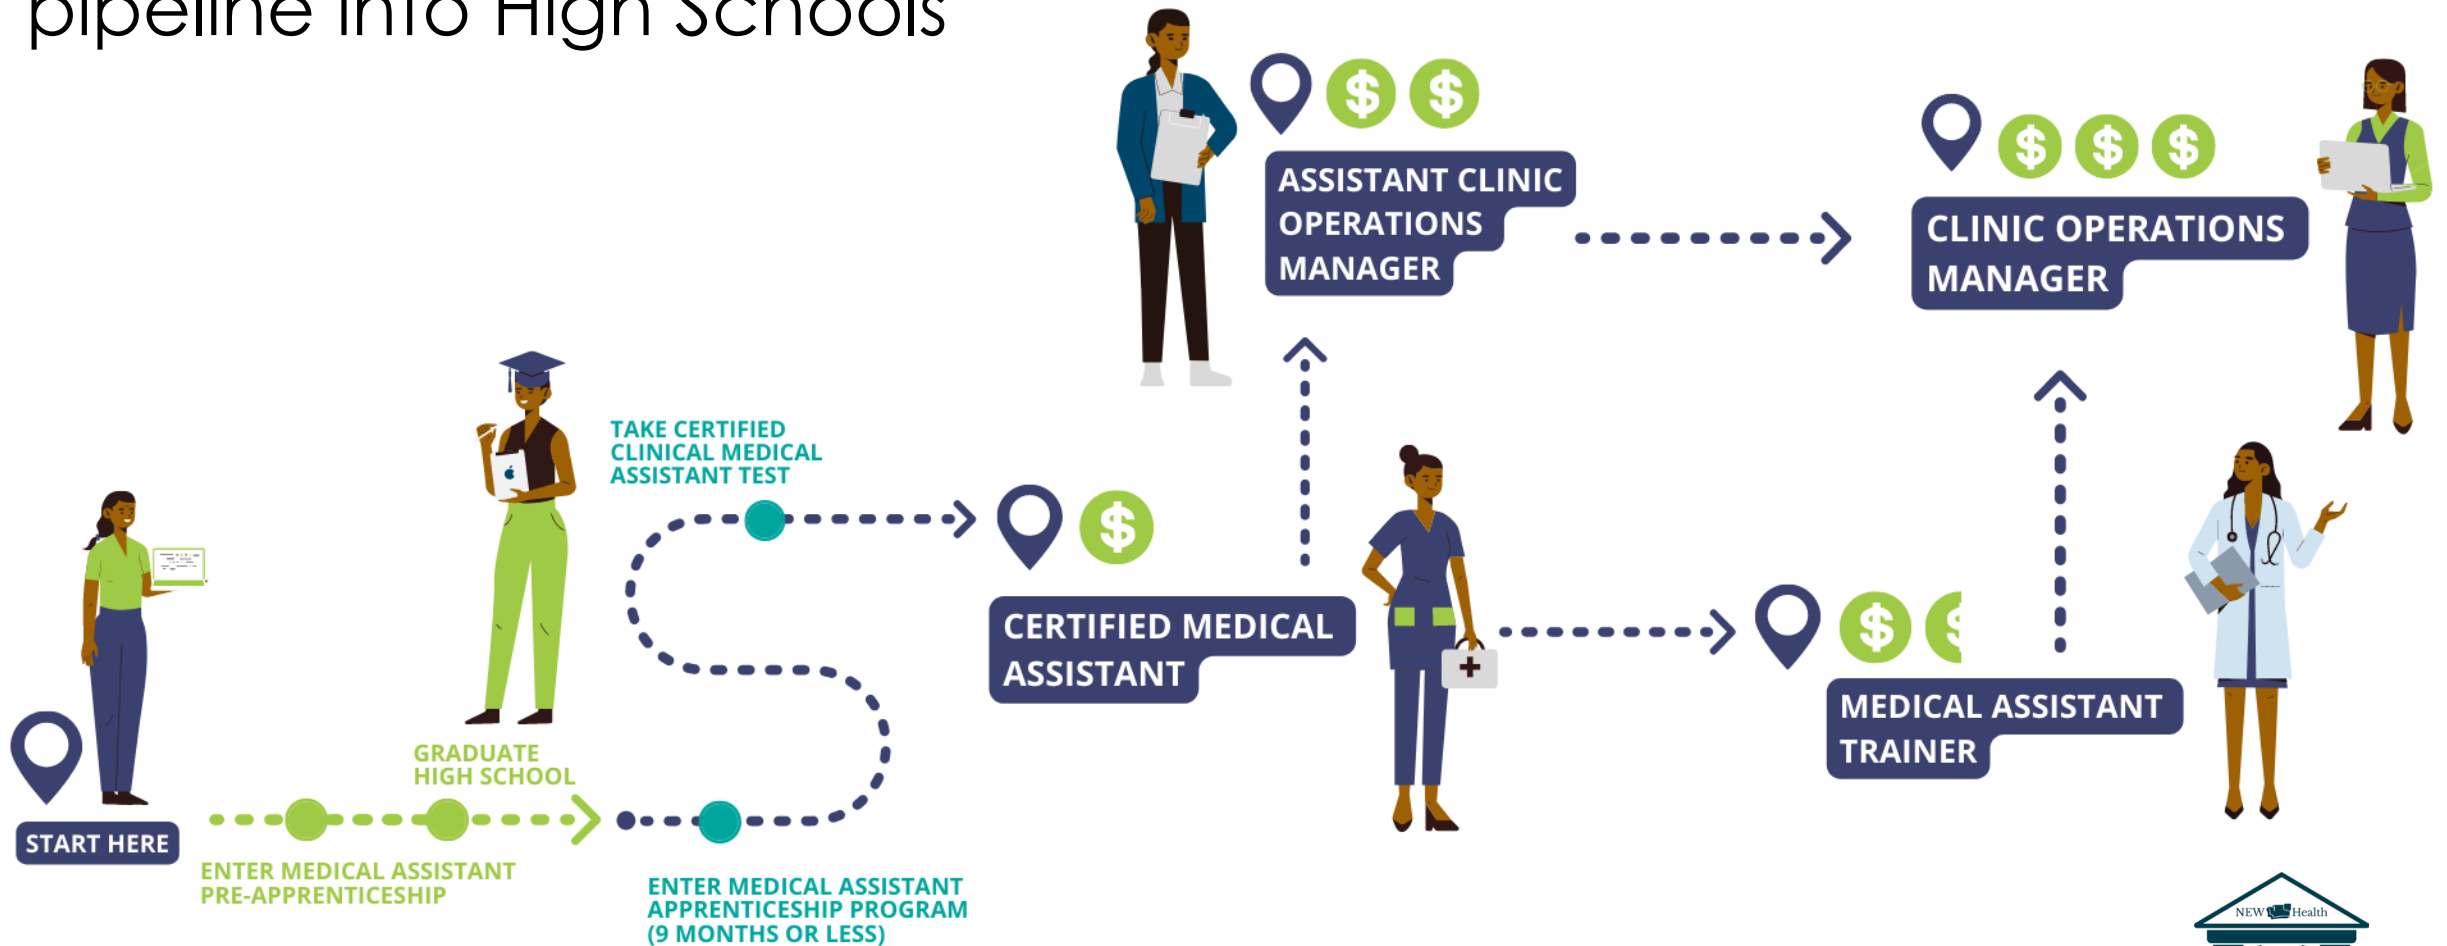 pipeline into High Schools
ASSISTANT CLINIC
OPERATIONS
MANAGER
CLINIC OPERATIONS
MANAGER
TAKE CERTIFIED
CLINICAL MEDICAL
ASSISTANT TEST
CERTIFIED MEDICAL
ASSISTANT
MEDICAL ASSISTANT
TRAINER
GRADUATE
HIGH SCHOOL
START HERE
ENTER MEDICAL ASSISTANT
PRE-APPRENTICESHIP
ENTER MEDICAL ASSISTANT
APPRENTICESHIP PROGRAM
(9 MONTHS OR LESS)
NEW Health